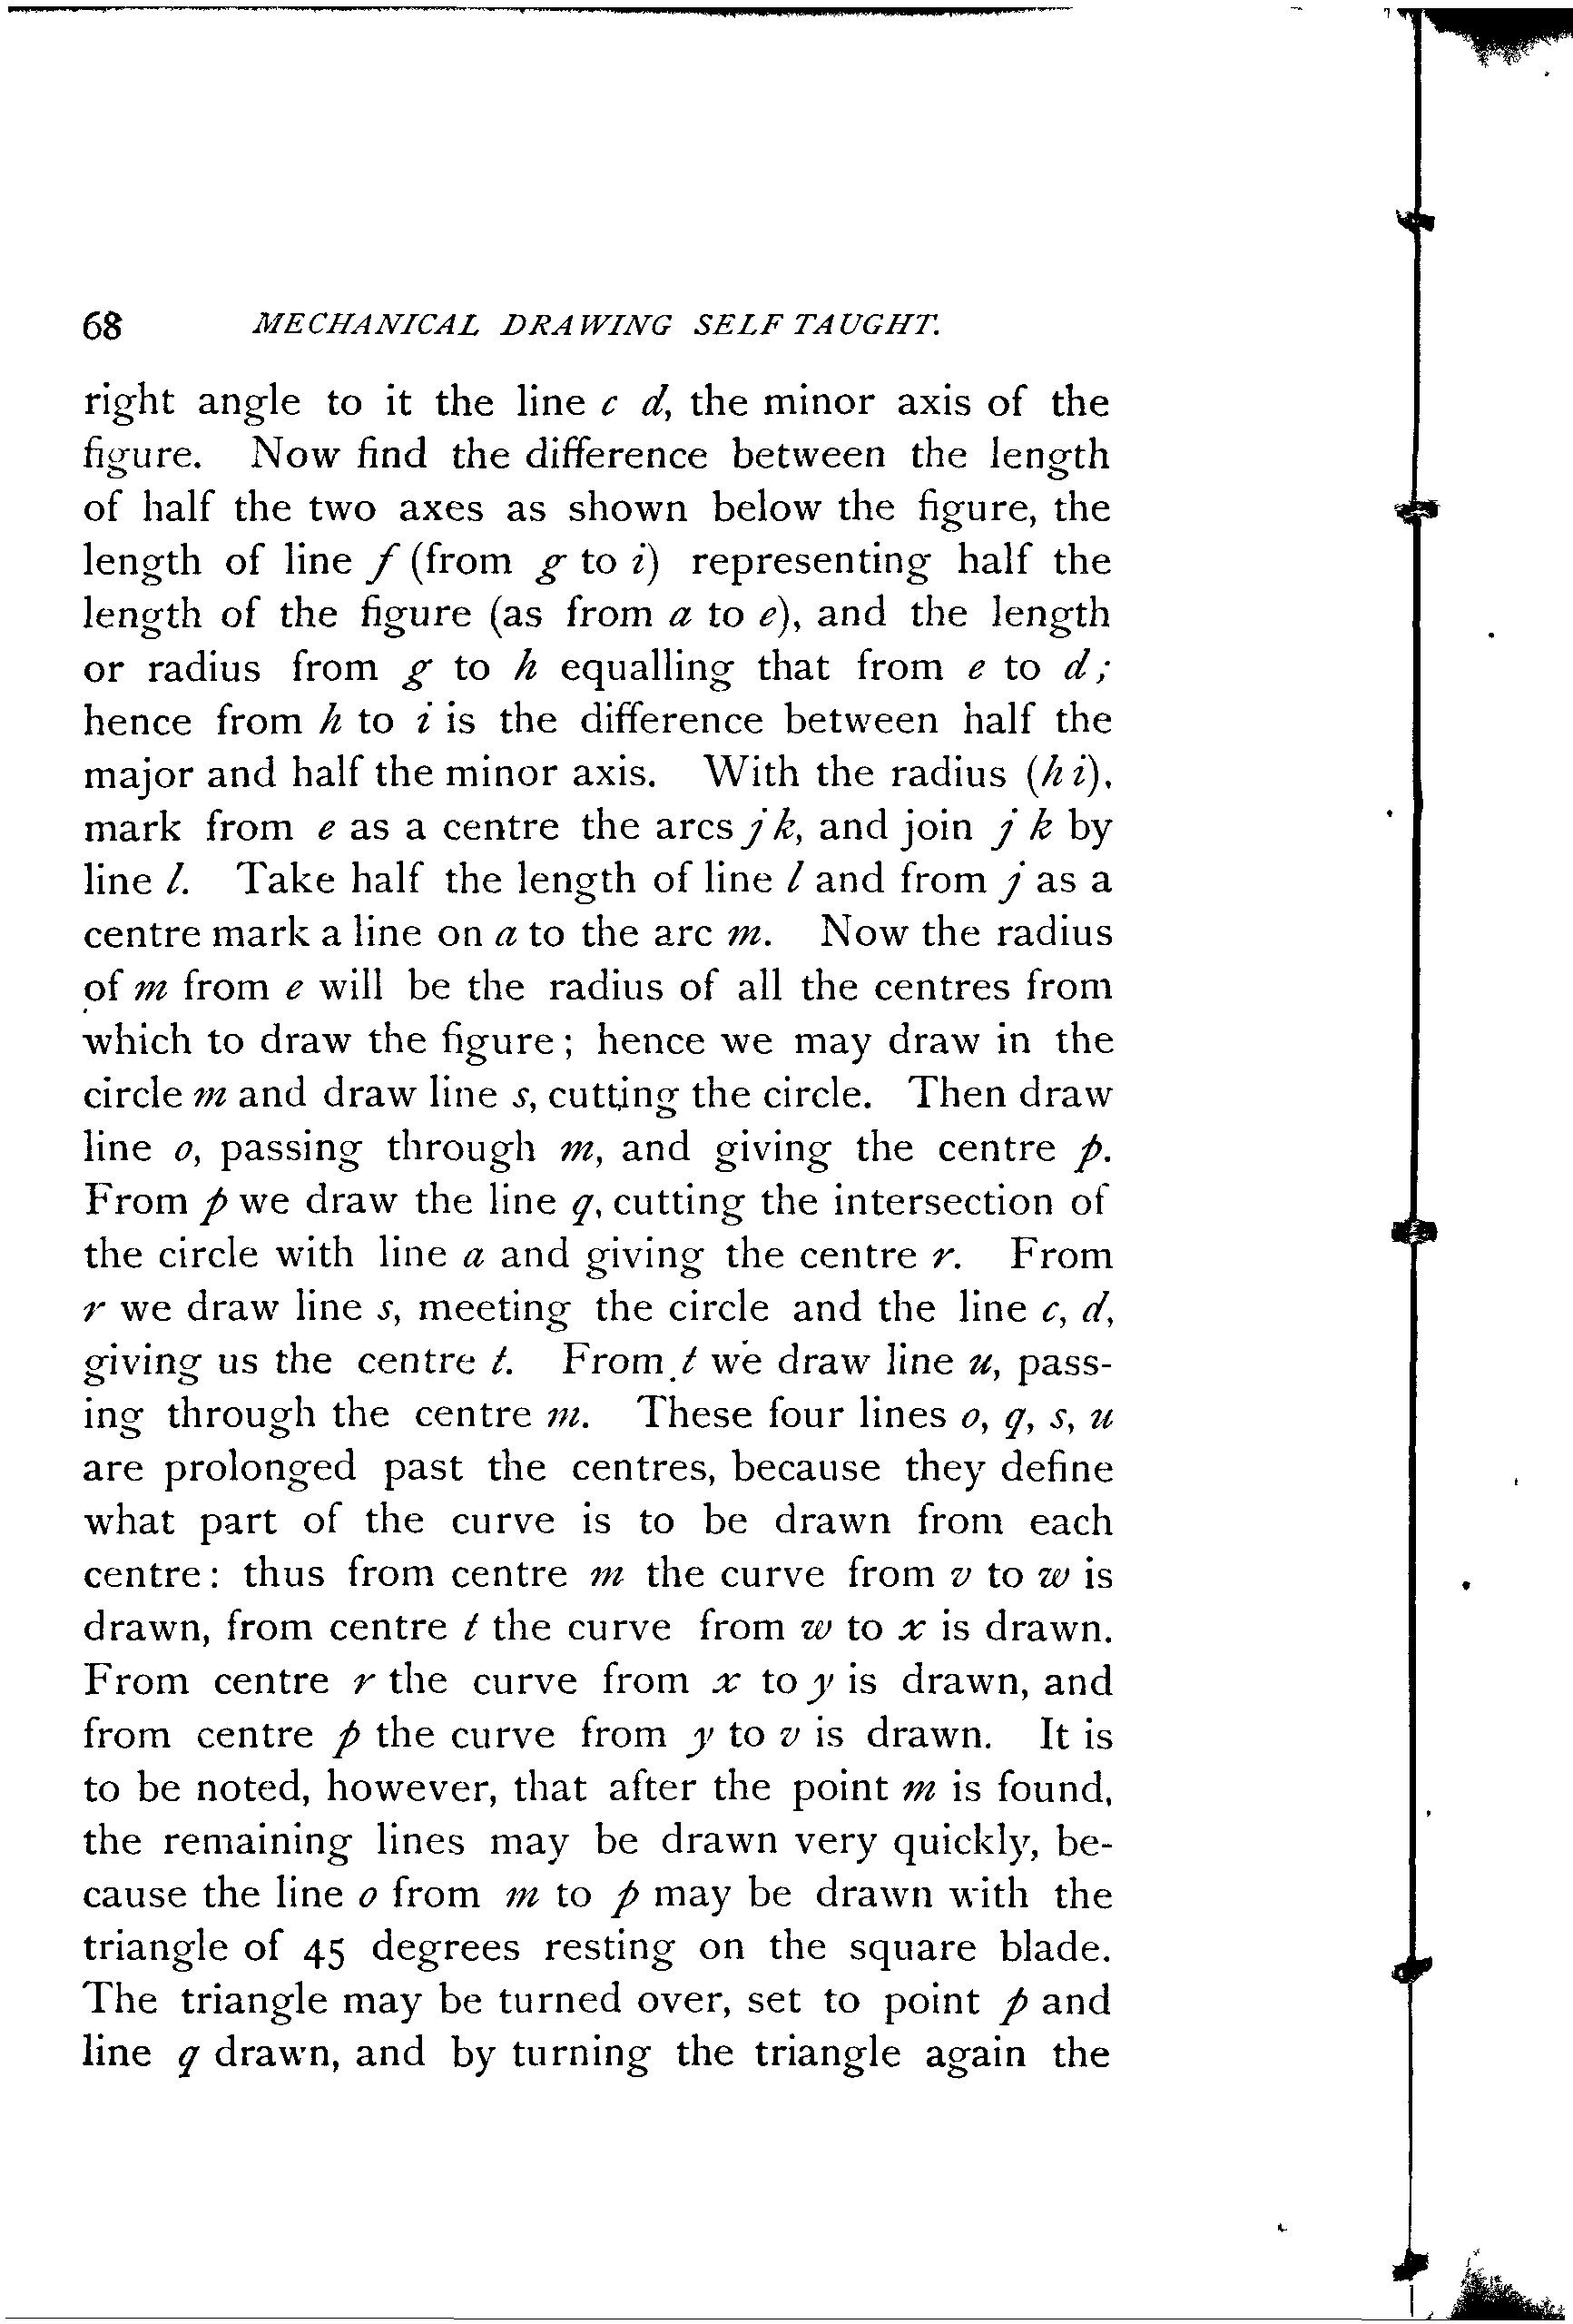 68 MECHANICAL DRAWING SELF TAUGHT.
right angle to it the line c d, the minor axis of the
figure. Now find the difference between the length
of half the two axes as shown below the figure, the
length of line f (from g to i) representing half the
length of the figure (as from a to e), and the length
or radius from g to h equalling that from e to d;
hence from h to i is the difference between half the
major and half the minor axis. With the radius (h i),
mark from e as a centre the arcs j k, and join j k by
line l. Take half the length of line l and from j as a
centre mark a line on a to the arc m. Now the radius
of m from e will be the radius of all the centres from
which to draw the figure; hence we may draw in the
circle m and draw line s, cutting the circle. Then draw
line o, passing through m, and giving the centre p.
From p we draw the line q, cutting the intersection of
the circle with line a and giving the centre r. From
r we draw line s, meeting the circle and the line c, d,
giving us the centre t. From t we draw line u, pass-
ing through the centre m. These four lines o, q, s, u
are prolonged past the centres, because they define
what part of the curve is to be drawn from each
centre: thus from centre m the curve from v to w is
drawn, from centre t the curve from w to x is drawn.
From centre r the curve from x to y is drawn, and
from centre p the curve from y to v is drawn. It is
to be noted, however, that after the point m is found,
the remaining lines may be drawn very quickly, be-
cause the line o from m to p may be drawn with the
triangle of 45 degrees resting on the square blade.
The triangle may be turned over, set to point p and
line q drawn, and by turning the triangle again the